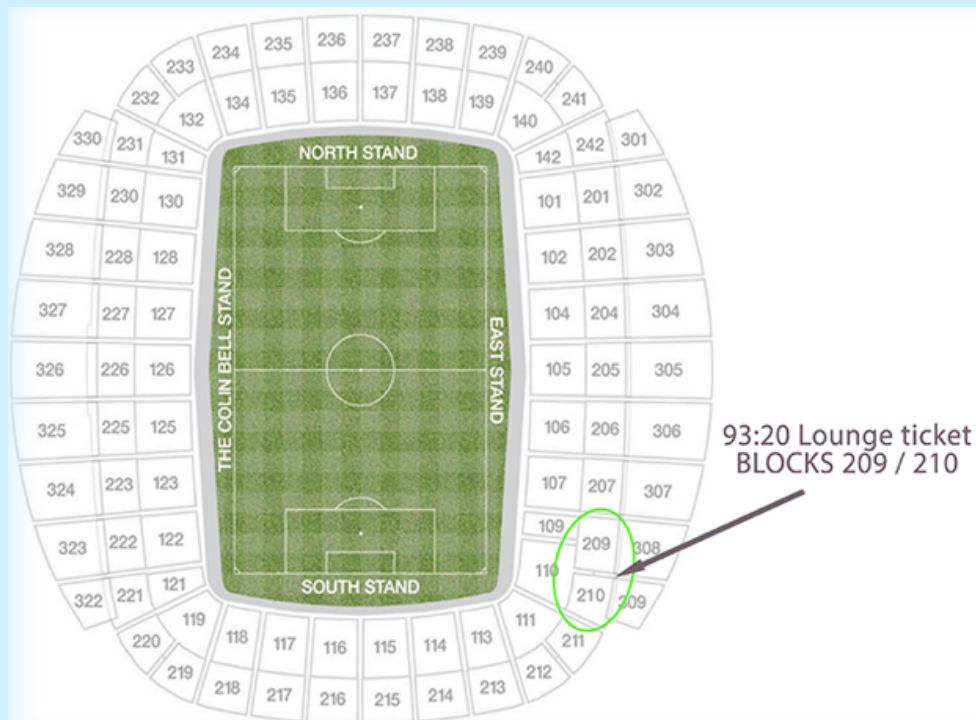 234 235 236 237 238 239
233 240
232 134 135 136 137 138 139 241
132 140
330 231 131 NORTH STAND 142 242 301
329 230 130 101 201 302
328 228 128 102 202 303
327 227 127 104 204 304
THE COLIN BELL STAND
EAST STAND
326 226 126 105 205 305
325 225 125 106 206 306
93:20 Lounge ticket
BLOCKS 209 / 210
324 223 123 107 207 307
109
323 222 122 209 308
110
322 221 121 SOUTH STAND 210 309
220 119 111 211
118 117 116 115 114 113
219 212
218 217 216 215 214 213